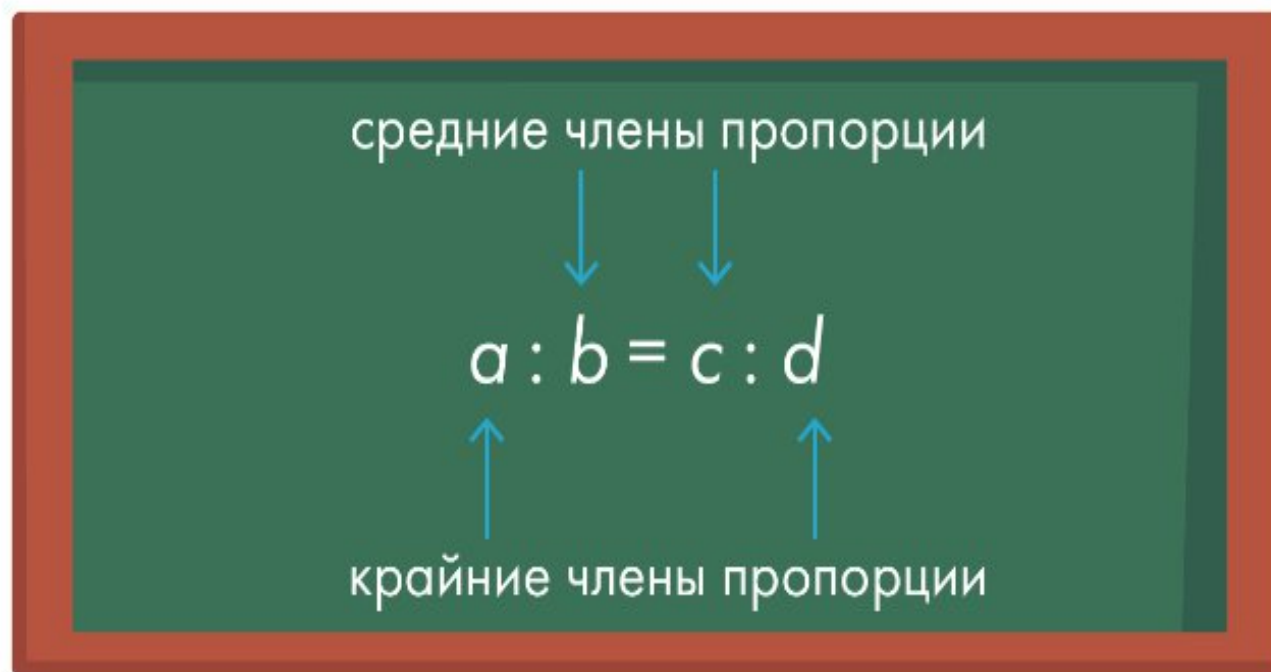 средние члены пропорции
a : b = c : d
крайние члены пропорции